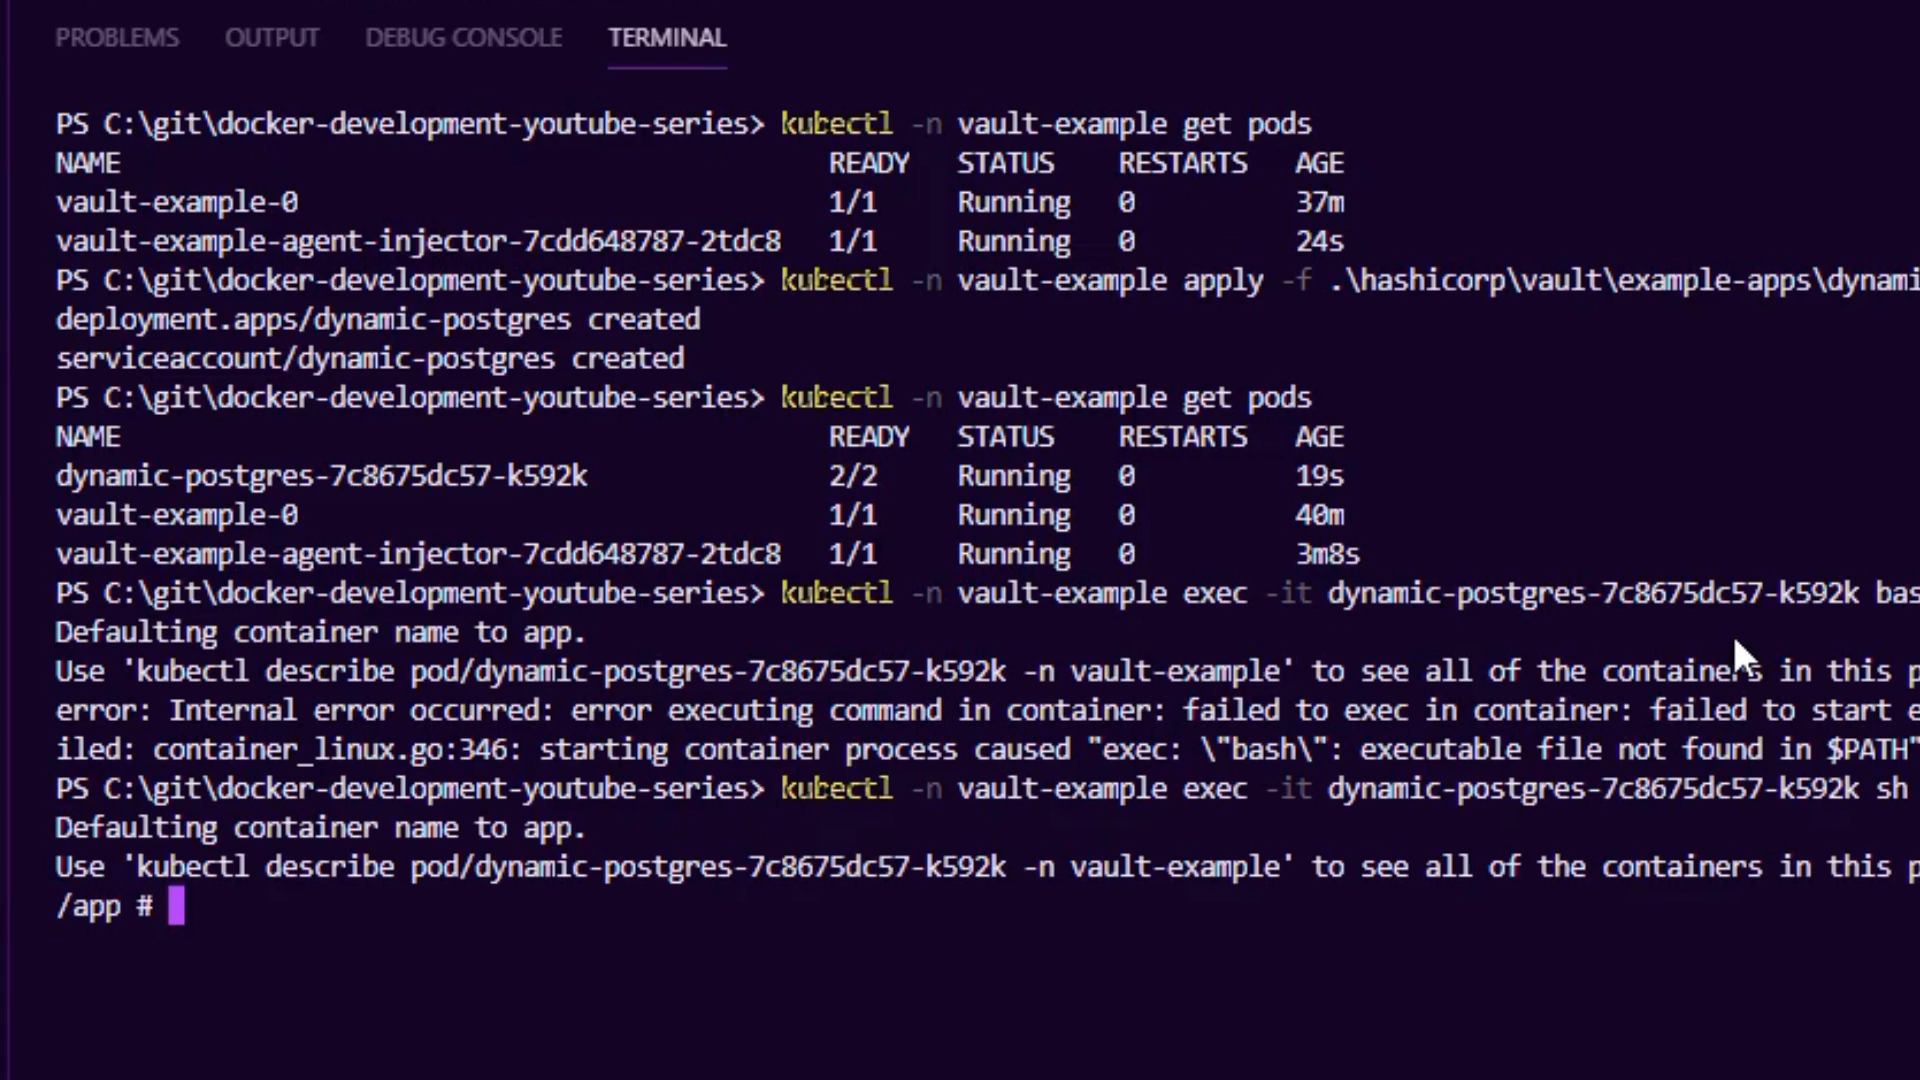 PROBLEMS OUTPUT DEBUG CONSOLE TERMINAL
PS C:\git\docker-development-youtube-series> kubectl -n vault-example get pods
NAME READY STATUS RESTARTS AGE
vault-example-0 1/1 Running 0 37m
vault-example-agent-injector-7cdd648787-2tdc8 1/1 Running 0 24s
PS C:\git\docker-development-youtube-series> kubectl -n vault-example apply -f .\hashicorp\vault\example-apps\dynami
deployment.apps/dynamic-postgres created
serviceaccount/dynamic-postgres created
PS C:\git\docker-development-youtube-series> kubectl -n vault-example get pods
NAME READY STATUS RESTARTS AGE
dynamic-postgres-7c8675dc57-k592k 2/2 Running 0 19s
vault-example-0 1/1 Running 0 40m
vault-example-agent-injector-7cdd648787-2tdc8 1/1 Running 0 3m8s
PS C:\git\docker-development-youtube-series> kubectl -n vault-example exec -it dynamic-postgres-7c8675dc57-k592k bas
Defaulting container name to app.
Use 'kubectl describe pod/dynamic-postgres-7c8675dc57-k592k -n vault-example' to see all of the containers in this p
error: Internal error occurred: error executing command in container: failed to exec in container: failed to start e
iled: container_linux.go:346: starting container process caused "exec: \"bash\": executable file not found in $PATH"
PS C:\git\docker-development-youtube-series> kubectl -n vault-example exec -it dynamic-postgres-7c8675dc57-k592k sh
Defaulting container name to app.
Use 'kubectl describe pod/dynamic-postgres-7c8675dc57-k592k -n vault-example' to see all of the containers in this p
/app #